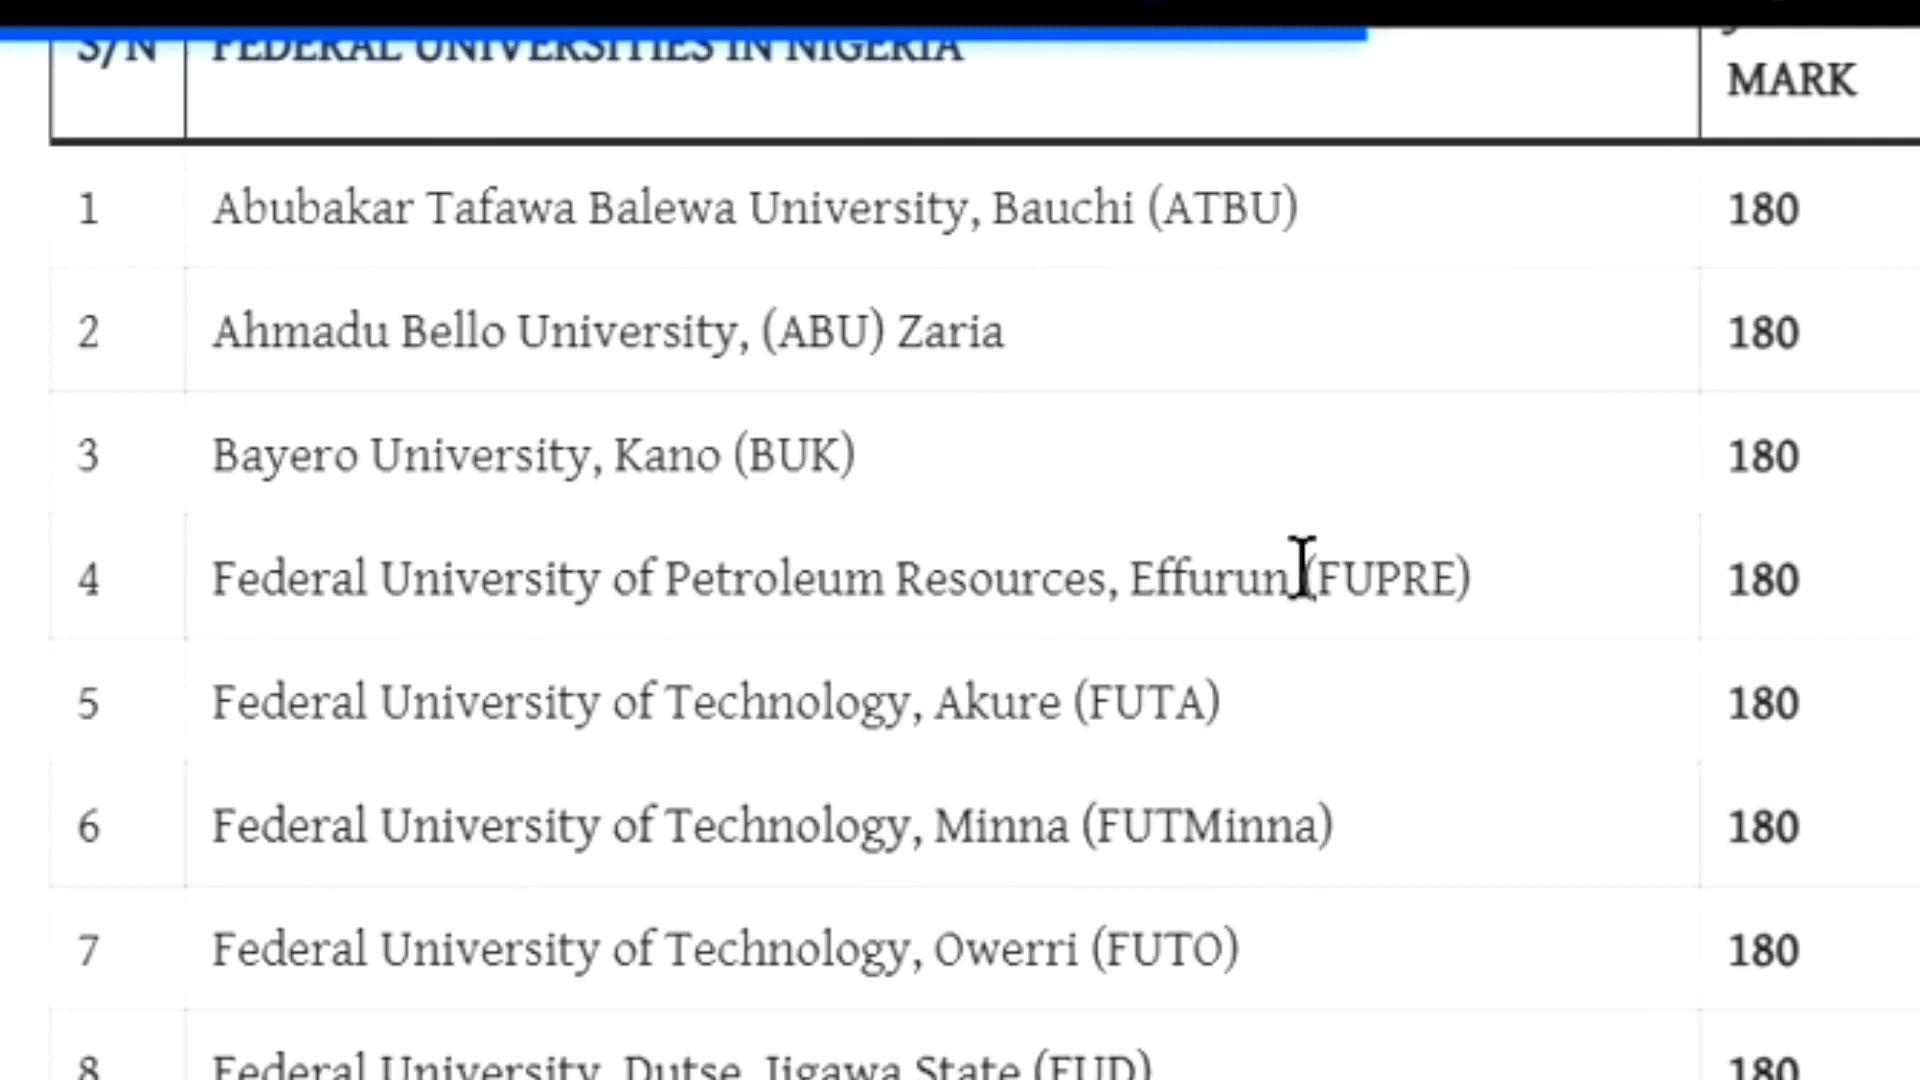 S/N FEDERAL UNIVERSITIES IN NIGERIA
MARK
1 Abubakar Tafawa Balewa University, Bauchi (ATBU) 180
2 Ahmadu Bello University, (ABU) Zaria 180
3 Bayero University, Kano (BUK) 180
4 Federal University of Petroleum Resources, Effurun (FUPRE) 180
5 Federal University of Technology, Akure (FUTA) 180
6 Federal University of Technology, Minna (FUTMinna) 180
7 Federal University of Technology, Owerri (FUTO) 180
8 Federal University, Dutse, Jigawa State (FUD) 180